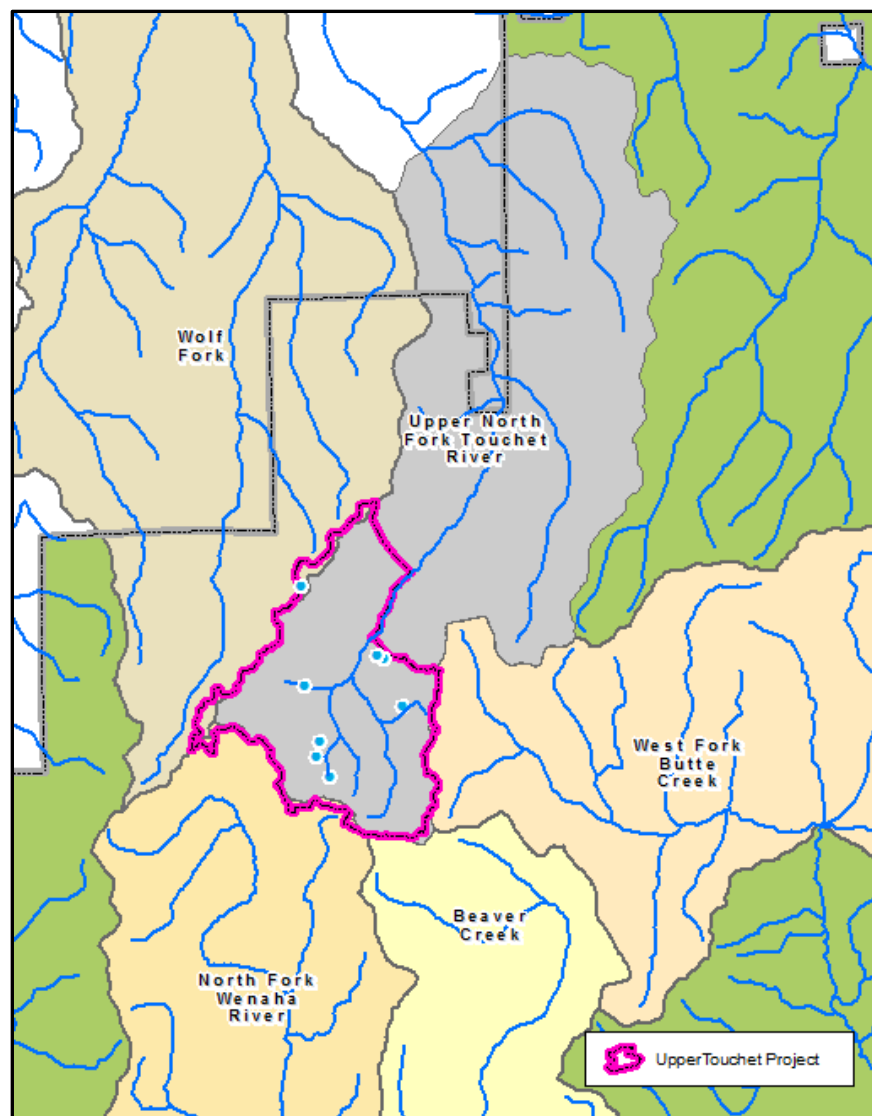 Wolf
Fork
Upper North
Fork Touchet
River
West Fork
Butte
Creek
Beaver
Creek
North Fork
Wenaha
River
UpperTouchet Project